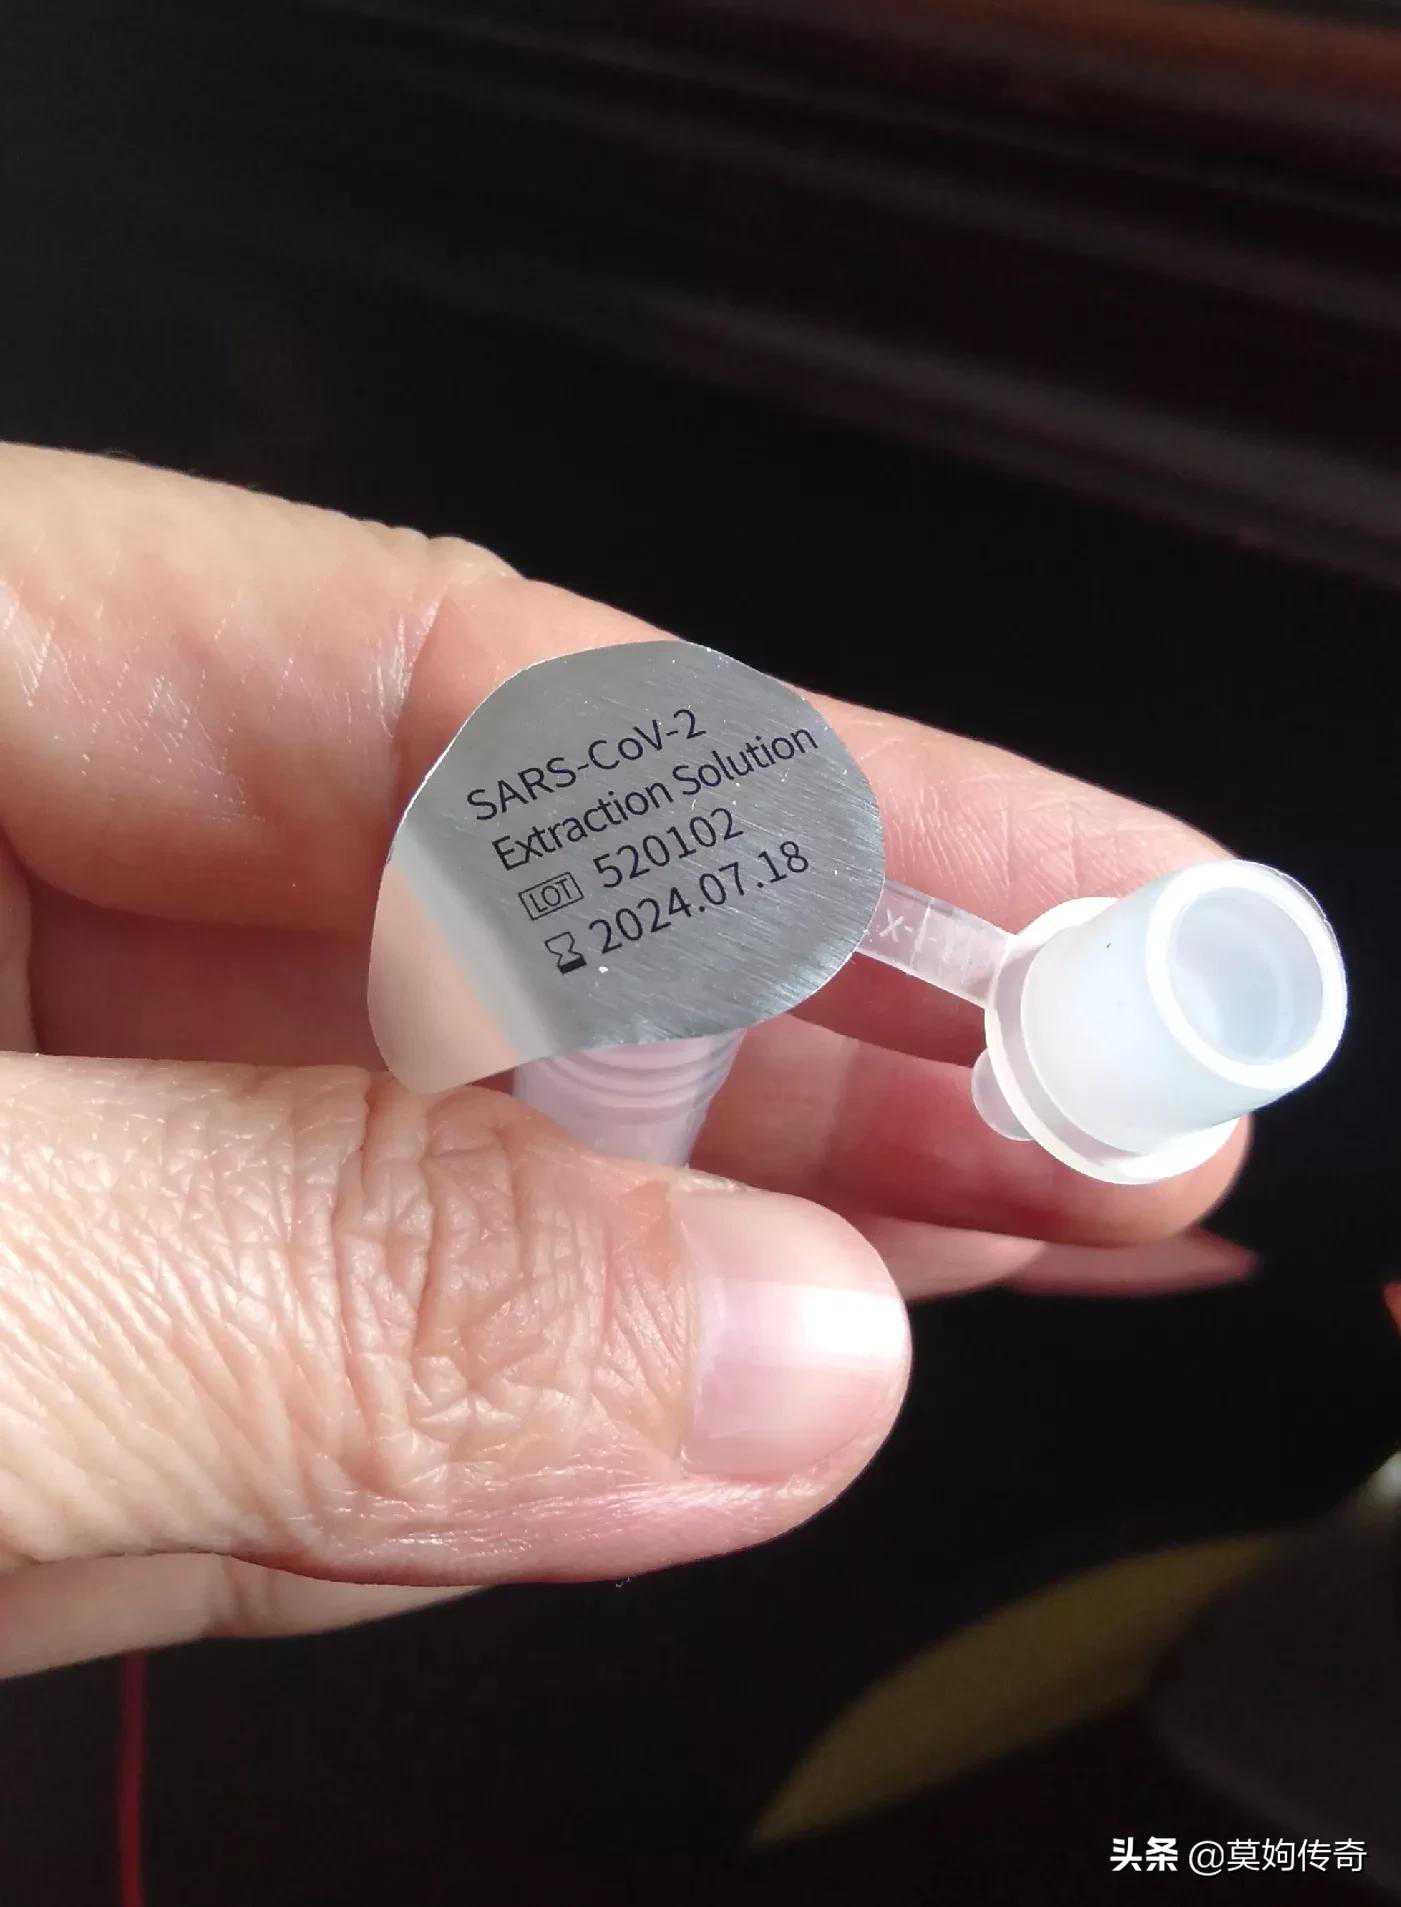 SARS-CoV-2
Extraction Solution
LOT 520102
2024.07.18
头条 @莫姁传奇